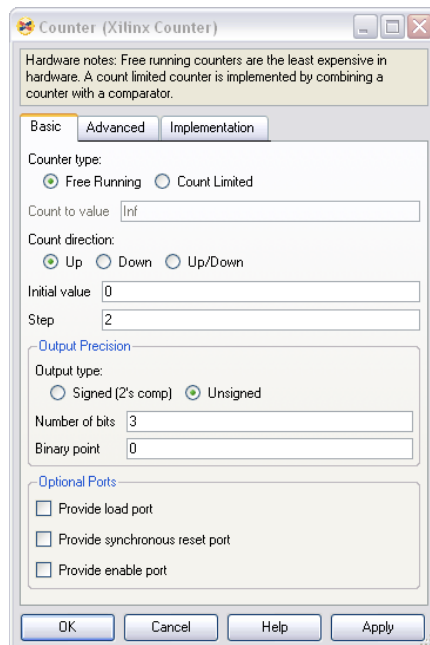 Counter (Xilinx Counter)
Hardware notes: Free running counters are the least expensive in
hardware. A count limited counter is implemented by combining a
counter with a comparator.
Basic Advanced Implementation
Counter type:
Free Running Count Limited
Count to value Inf
Count direction:
Up Down Up/Down
Initial value 0
Step 2
Output Precision
Output type:
Signed (2's comp) Unsigned
Number of bits 3
Binary point 0
Optional Ports
Provide load port
Provide synchronous reset port
Provide enable port
OK Cancel Help Apply